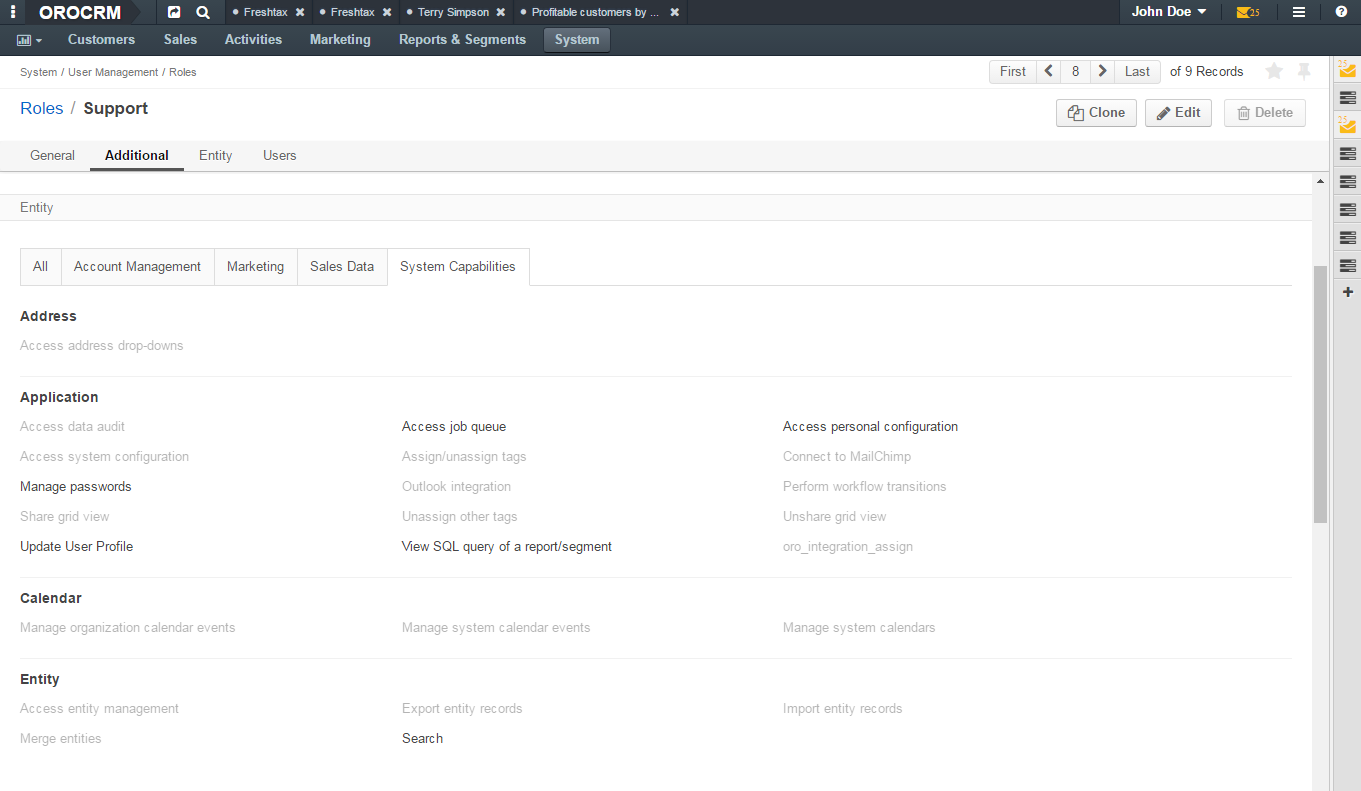 OROCRM Freshtax Freshtax Terry Simpson Profitable customers by ... John Doe 25
Customers Sales Activities Marketing Reports & Segments System
System / User Management / Roles First 8 Last of 9 Records
25
Roles / Support Clone Edit Delete
25
General Additional Entity Users
Entity
All Account Management Marketing Sales Data System Capabilities
Address
Access address drop-downs
Application
Access data audit Access job queue Access personal configuration
Access system configuration Assign/unassign tags Connect to MailChimp
Manage passwords Outlook integration Perform workflow transitions
Share grid view Unassign other tags Unshare grid view
Update User Profile View SQL query of a report/segment oro_integration_assign
Calendar
Manage organization calendar events Manage system calendar events Manage system calendars
Entity
Access entity management Export entity records Import entity records
Merge entities Search